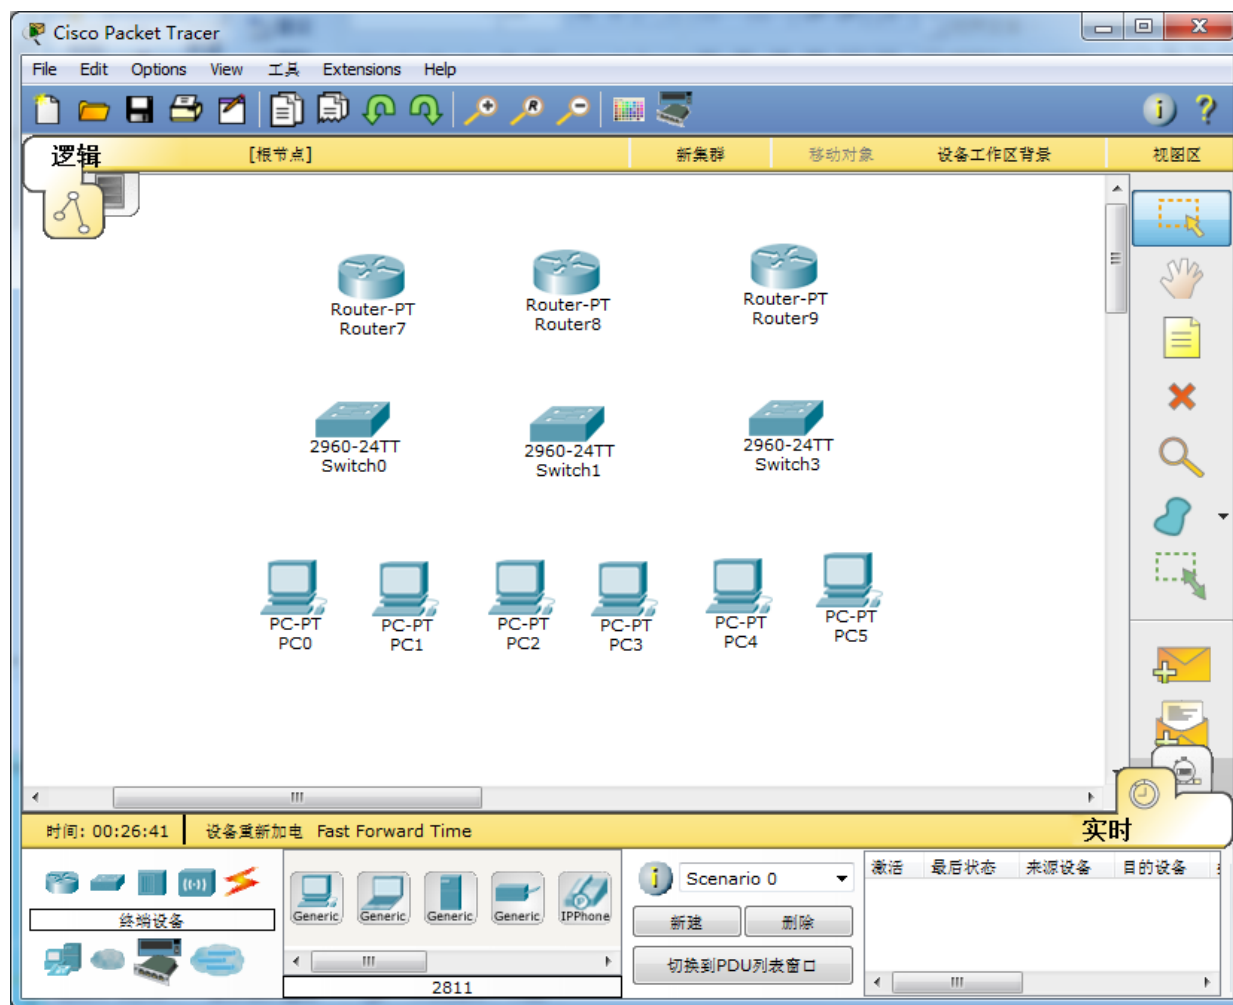 Cisco Packet Tracer
File Edit Options View 工具 Extensions Help
逻辑 [根节点] 新集群 移动对象 设备工作区背景 视图区
Router-PT
Router7
Router-PT
Router8
Router-PT
Router9
2960-24TT
Switch0
2960-24TT
Switch1
2960-24TT
Switch3
PC-PT
PC0
PC-PT
PC1
PC-PT
PC2
PC-PT
PC3
PC-PT
PC4
PC-PT
PC5
时间: 00:26:41 设备重新加电 Fast Forward Time 实时
终端设备
Generic Generic Generic Generic IPPhone
2811
Scenario 0
新建 删除
切换到PDU列表窗口
激活 最后状态 来源设备 目的设备